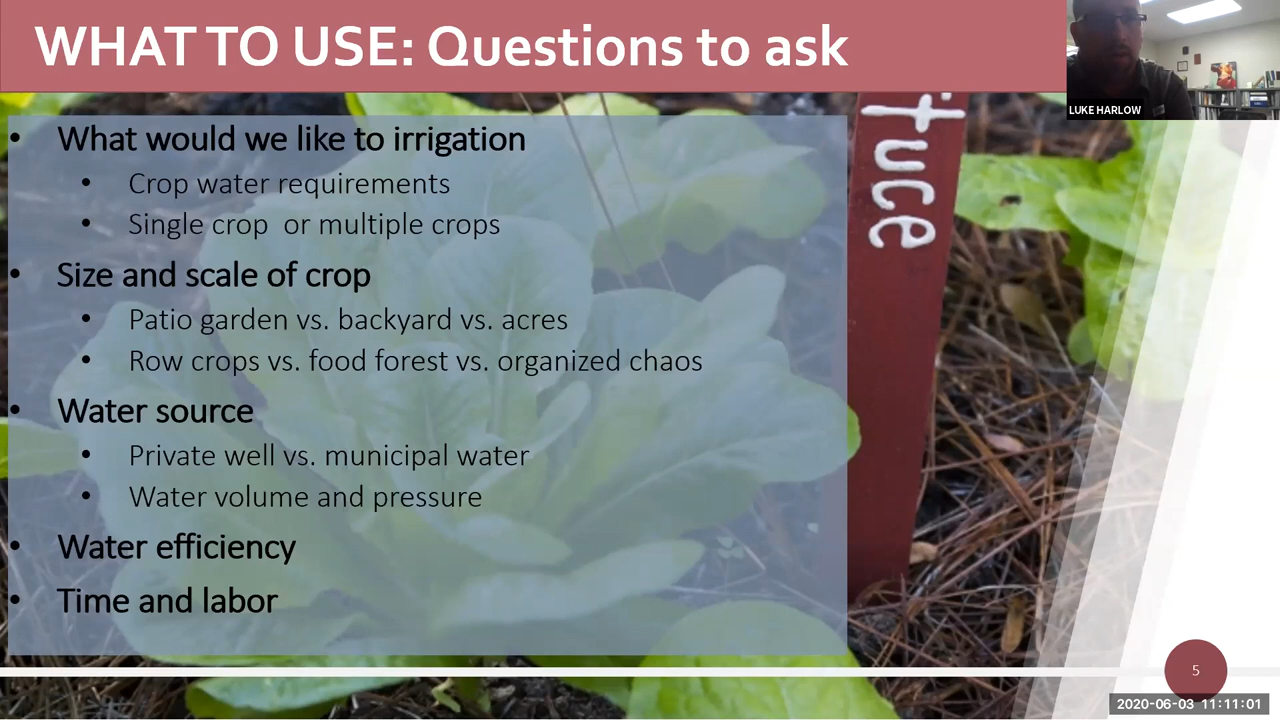 WHAT TO USE: Questions to ask
LUKE HARLOW
• What would we like to irrigation
• Crop water requirements
• Single crop or multiple crops
• Size and scale of crop
• Patio garden vs. backyard vs. acres
• Row crops vs. food forest vs. organized chaos
• Water source
• Private well vs. municipal water
• Water volume and pressure
• Water efficiency
• Time and labor
tuce
5
2020-06-03 11:11:01